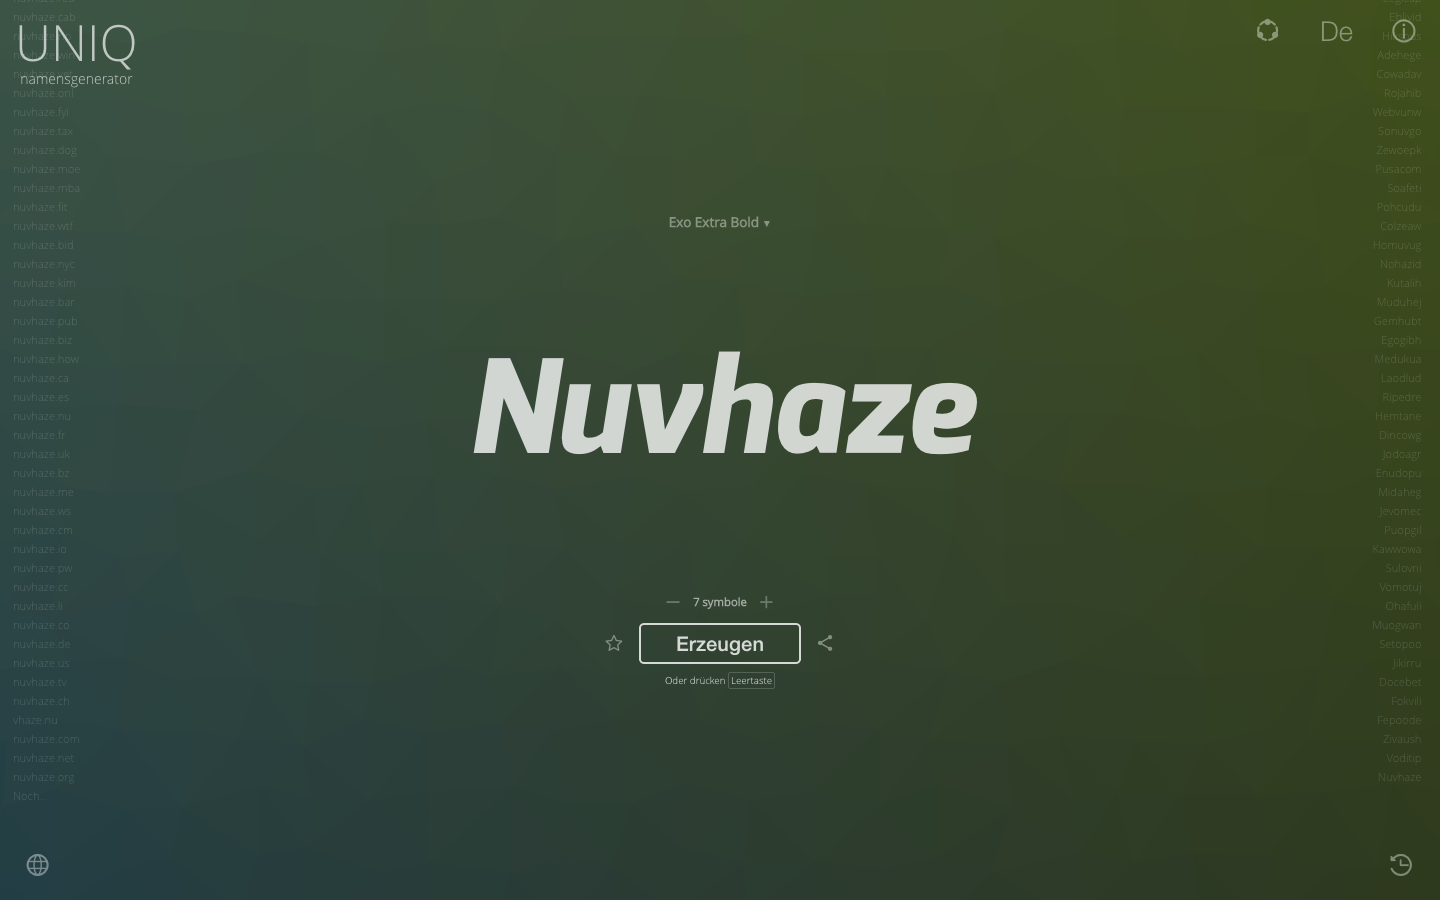 UNIQ
namensgenerator
De
nuvhaze.cab
nuvhaze.fyi
nuvhaze.tax
nuvhaze.dog
nuvhaze.moe
nuvhaze.mba
nuvhaze.fit
nuvhaze.wtf
nuvhaze.bid
nuvhaze.nyc
nuvhaze.kim
nuvhaze.bar
nuvhaze.pub
nuvhaze.biz
nuvhaze.how
nuvhaze.ca
nuvhaze.es
nuvhaze.nu
nuvhaze.fr
nuvhaze.uk
nuvhaze.bz
nuvhaze.me
nuvhaze.ws
nuvhaze.cm
nuvhaze.id
nuvhaze.pw
nuvhaze.cc
nuvhaze.li
nuvhaze.co
nuvhaze.de
nuvhaze.us
nuvhaze.tv
nuvhaze.ch
vhaze.nu
nuvhaze.com
nuvhaze.net
nuvhaze.org
Noch...
Exo Extra Bold ▾
Nuvhaze
7 symbole
Erzeugen
Oder drücken Leertaste
Adehege
Cowadav
Rojahib
Webvunw
Sonuvgo
Zewoepk
Pusacom
Soafeti
Pohcudu
Colzeaw
Homuvug
Nohazid
Kutalih
Muduhej
Gemhubt
Egogibh
Medukua
Laodlud
Ripedre
Hemtane
Dincowg
Jodoagr
Enudopu
Midaheg
Jevomec
Puopgil
Kawwowa
Sulovni
Vomotuj
Ohafuli
Muogwan
Setopoo
Jikirru
Docebet
Fokvili
Fepoode
Zivaush
Voditip
Nuvhaze